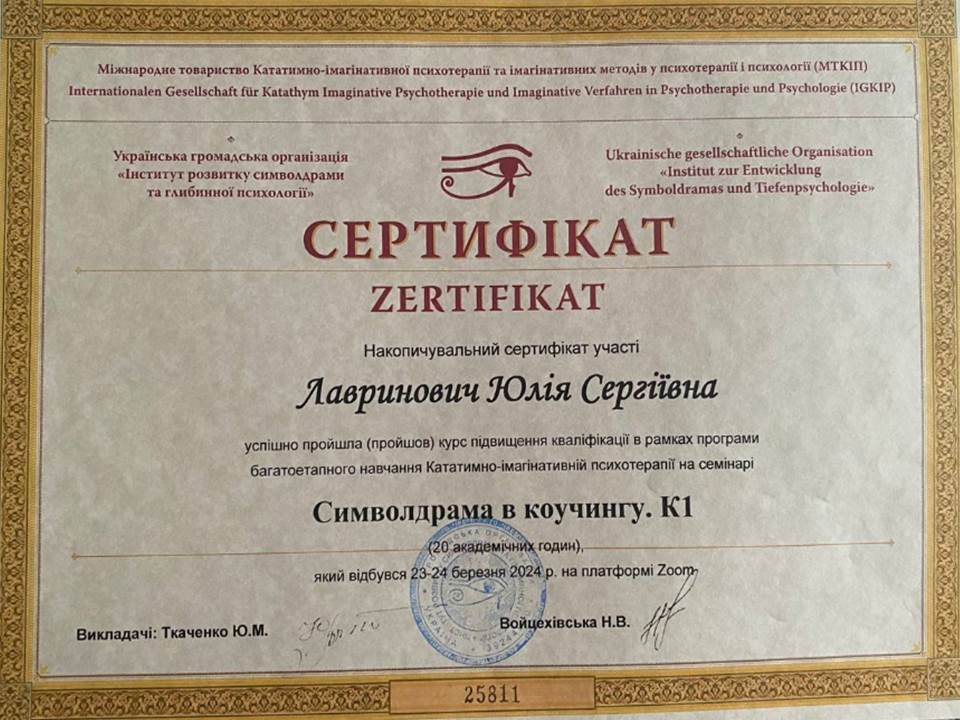 Міжнародне товариство Кататимно-імагінативної психотерапії та імагінативних методів у психотерапії і психології (МТКІП)
Internationalen Gesellschaft für Katathym Imaginative Psychotherapie und Imaginative Verfahren in Psychotherapie und Psychologie (IGKIP)
Українська громадська організація
«Інститут розвитку символдрами
та глибинної психології»
Ukrainische gesellschaftliche Organisation
«Institut zur Entwicklung
des Symboldramas und Tiefenpsychologie»
СЕРТИФІКАТ
ZERTIFIKAT
Накопичувальний сертифікат участі
Лавринович Юлія Сергіївна
успішно пройшла (пройшов) курс підвищення кваліфікації в рамках програми
багатоетапного навчання Кататимно-імагінативній психотерапії на семінарі
Символдрама в коучингу. К1
(20 академічних годин),
який відбувся 23-24 березня 2024 р. на платформі Zoom
Викладачі: Ткаченко Ю.М.
Войцехівська Н.В.
УКРАЇНА
25811